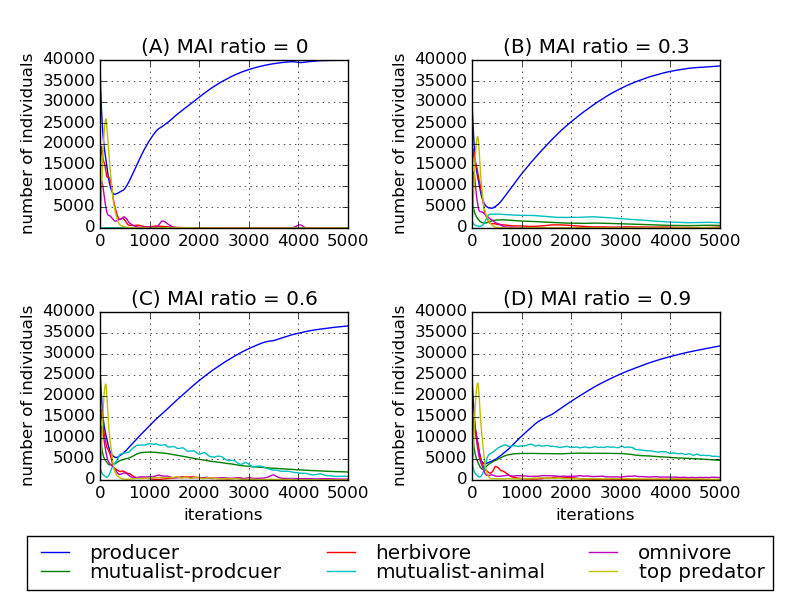 (A) MAI ratio = 0
(B) MAI ratio = 0.3
number of individuals
40000
35000
30000
25000
20000
15000
10000
5000
0
0 1000 2000 3000 4000 5000
number of individuals
40000
35000
30000
25000
20000
15000
10000
5000
0
0 1000 2000 3000 4000 5000
(C) MAI ratio = 0.6
(D) MAI ratio = 0.9
number of individuals
40000
35000
30000
25000
20000
15000
10000
5000
0
0 1000 2000 3000 4000 5000
iterations
number of individuals
40000
35000
30000
25000
20000
15000
10000
5000
0
0 1000 2000 3000 4000 5000
iterations
producer
herbivore
omnivore
mutualist-prodcuer
mutualist-animal
top predator